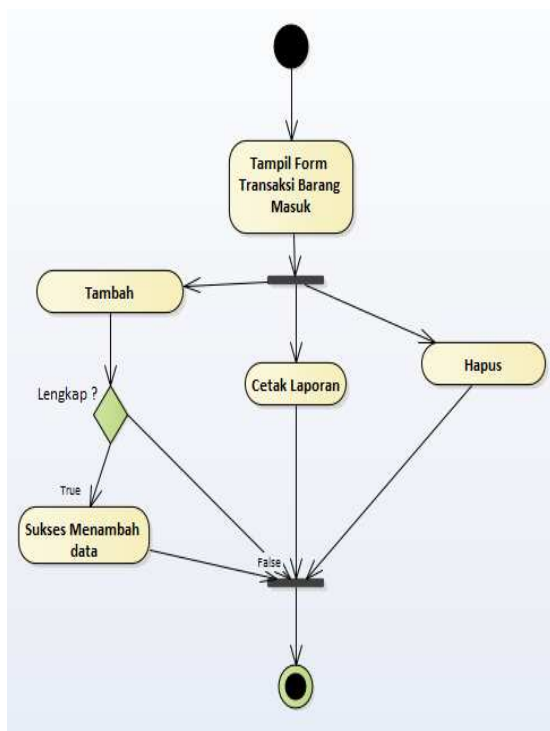 Tampil Form
Transaksi Barang
Masuk
Tambah
Cetak Laporan
Hapus
Lengkap ?
True
Sukses Menambah
data
False